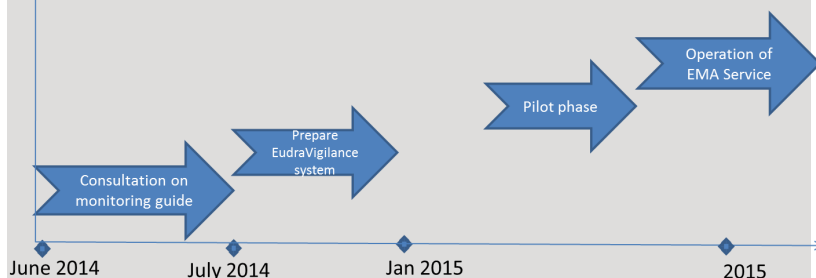 Operation of
EMA Service
Pilot phase
Prepare
EudraVigilance
system
Consultation on
monitoring guide
June 2014
July 2014
Jan 2015
2015